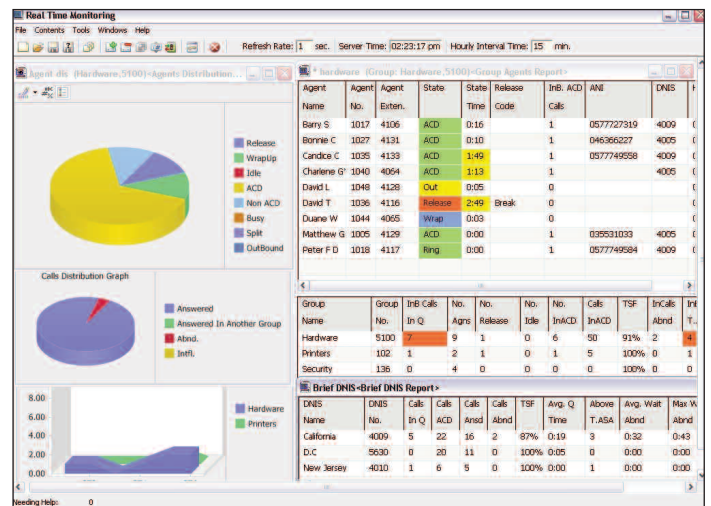 Real Time Monitoring
File Contents Tools Windows Help
Refresh Rate: 1 sec. Server Time: 02:23:17 pm Hourly Interval Time: 15 min.
Agent dis (Hardware,5100)<Agents Distribution...
Release
WrapUp
Idle
ACD
Non ACD
Busy
Split
OutBound
Calls Distribution Graph
Answered
Answered In Another Group
Abnd.
Intfl.
8.00
6.00
4.00
2.00
0.00
Hardware
Printers
* hardware (Group: Hardware,5100)<Group Agents Report>
Agent Agent Agent State State Release InB. ACD ANI DNIS
Name No. Exten. Time Code Calls
Barry S 1017 4106 ACD 0:16 1 0577727319 4009
Bonnie C 1027 4131 ACD 0:10 1 046366227 4005
Candice C 1035 4133 ACD 1:49 1 0577749558 4009
Charlene G' 1040 4064 ACD 1:13 1 4005
David L 1048 4128 Out 0:05 0
David T 1036 4116 Release 2:49 Break 0
Duane W 1044 4065 Wrap 0:03 0
Matthew G 1005 4129 ACD 0:00 1 035531033 4005
Peter F D 1018 4117 Ring 0:00 1 0577749584 4009
Group Group InB Calls No. No. No. No. Calls TSF InCalls
Name No. In Q Agns Release Idle InACD InACD Abnd T..
Hardware 5100 7 9 1 0 6 50 91% 2 4
Printers 102 1 2 1 0 1 5 100% 0 1
Security 136 0 4 0 0 0 0 100% 0 0
Brief DNIS<Brief DNIS Report>
DNIS DNIS Calls Calls Calls Calls TSF Avg. Q Above Avg. Wait Max W
Name No. In Q ACD Ansd Abnd Time T.ASA Abnd Abnd
California 4009 5 22 16 2 87% 0:19 3 0:32 0:43
D.C 5630 0 20 11 0 100% 0:05 0 0:00 0:00
New Jersey 4010 1 6 5 0 100% 0:00 1 0:00 0:00
Needing Help: 0